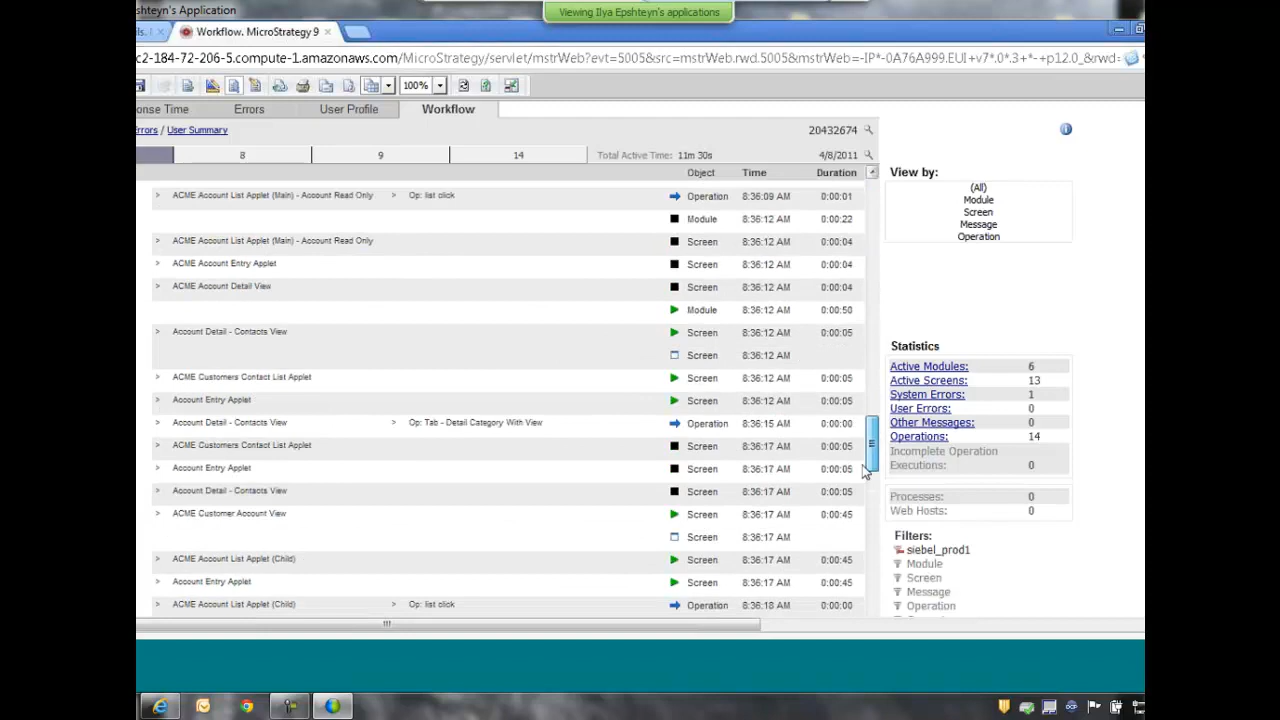 shteyn's Application
Viewing Ilya Epshteyn's applications
ls.
Workflow. MicroStrategy 9
c2-184-72-206-5.compute-1.amazonaws.com/MicroStrategy/servlet/mstrWeb?evt=5005&src=mstrWeb.rwd.5005&mstrWeb=-IP*-0A76A999.EUI+v7*.0*.3+*-+p12.0_&rwd=
100%
onse Time Errors User Profile Workflow
Errors / User Summary 20432674
8 9 14 Total Active Time: 11m 30s 4/8/2011
Object Time Duration
> ACME Account List Applet (Main) - Account Read Only > Op: list click Operation 8:36:09 AM 0:00:01
Module 8:36:12 AM 0:00:22
> ACME Account List Applet (Main) - Account Read Only Screen 8:36:12 AM 0:00:04
> ACME Account Entry Applet Screen 8:36:12 AM 0:00:04
> ACME Account Detail View Screen 8:36:12 AM 0:00:04
Module 8:36:12 AM 0:00:50
> Account Detail - Contacts View Screen 8:36:12 AM 0:00:05
Screen 8:36:12 AM
> ACME Customers Contact List Applet Screen 8:36:12 AM 0:00:05
> Account Entry Applet Screen 8:36:12 AM 0:00:05
> Account Detail - Contacts View > Op: Tab - Detail Category With View Operation 8:36:15 AM 0:00:00
> ACME Customers Contact List Applet Screen 8:36:17 AM 0:00:05
> Account Entry Applet Screen 8:36:17 AM 0:00:05
> Account Detail - Contacts View Screen 8:36:17 AM 0:00:05
> ACME Customer Account View Screen 8:36:17 AM 0:00:45
Screen 8:36:17 AM
> ACME Account List Applet (Child) Screen 8:36:17 AM 0:00:45
> Account Entry Applet Screen 8:36:17 AM 0:00:45
> ACME Account List Applet (Child) > Op: list click Operation 8:36:18 AM 0:00:00
View by:
(All)
Module
Screen
Message
Operation
Statistics
Active Modules: 6
Active Screens: 13
System Errors: 1
User Errors: 0
Other Messages: 0
Operations: 14
Incomplete Operation
Executions: 0
Processes: 0
Web Hosts: 0
Filters:
siebel_prod1
Module
Screen
Message
Operation